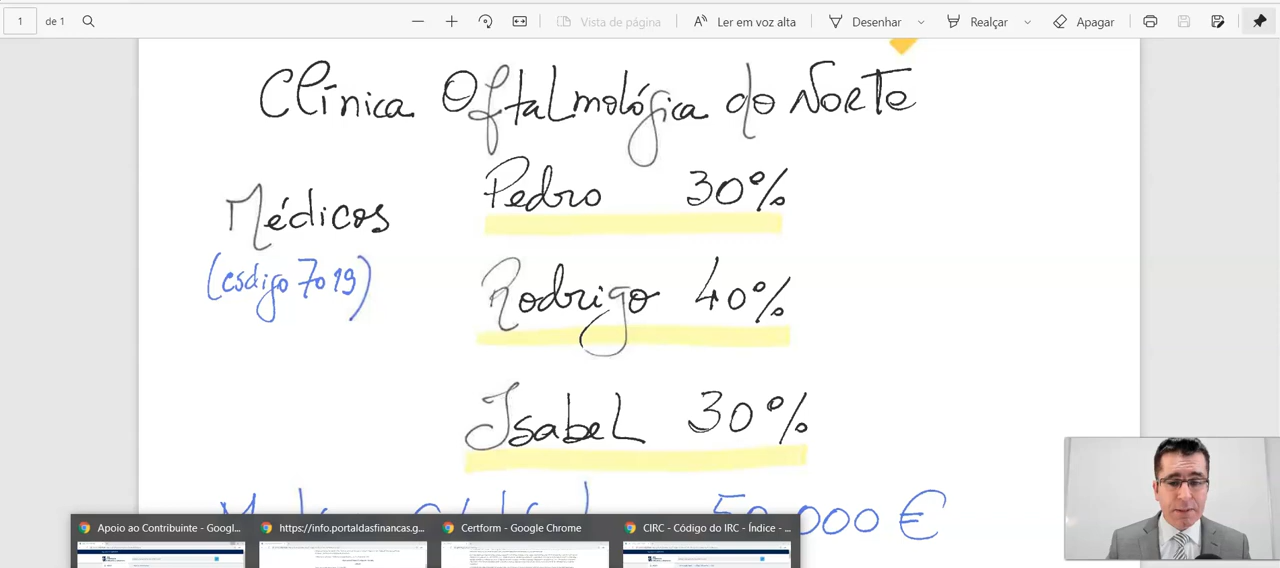 1 de 1 Vista de página Ler em voz alta Desenhar Realçar Apagar
Clínica Oftalmológica do Norte
Médicos
(código 7019)
Pedro 30%
Rodrigo 40%
Isabel 30%
50.000 €
Apoio ao Contribuinte - Googl... https://info.portaldasfinancas.g... Certform - Google Chrome CIRC - Código do IRC - Índice - ...